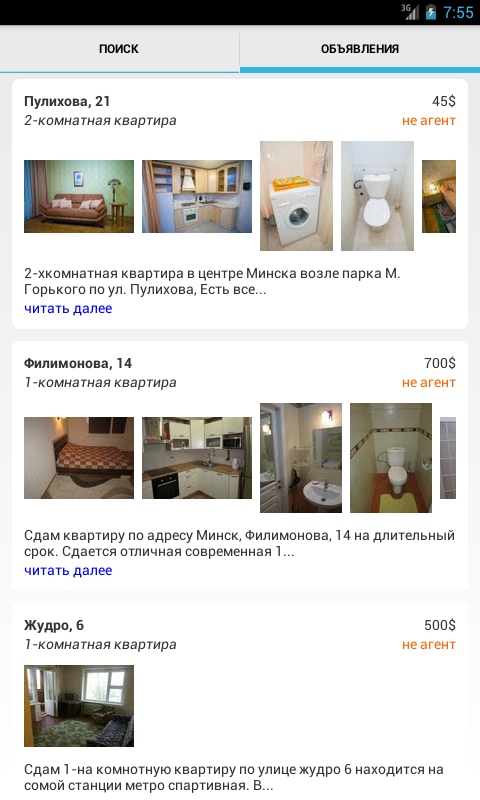 3G 7:55
ПОИСК ОБЪЯВЛЕНИЯ
Пулихова, 21 45$
2-комнатная квартира не агент
2-хкомнатная квартира в центре Минска возле парка М.
Горького по ул. Пулихова, Есть все...
читать далее
Филимонова, 14 700$
1-комнатная квартира не агент
Сдам квартиру по адресу Минск, Филимонова, 14 на длительный
срок. Сдается отличная современная 1...
читать далее
Жудро, 6 500$
1-комнатная квартира не агент
Сдам 1-на комнотную квартиру по улице жудро 6 находится на
сомой станции метро спартивная. В...